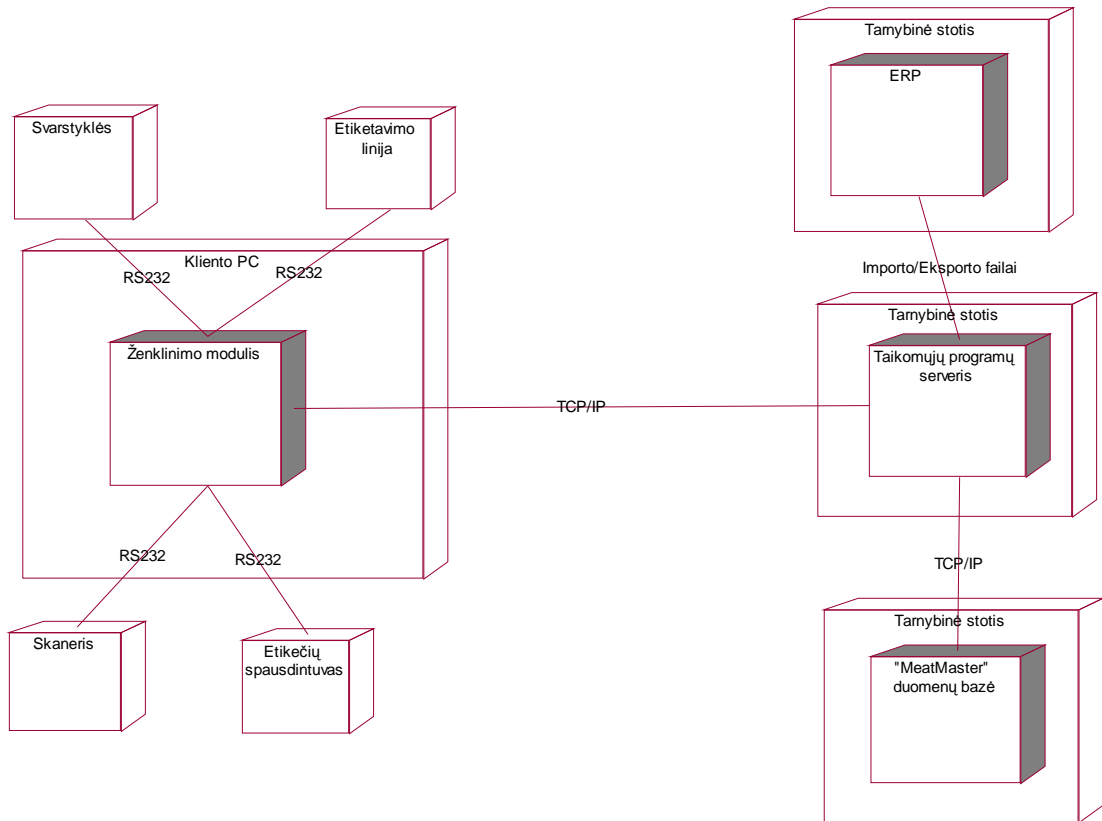 Tarnybinė stotis
ERP
Svarstyklės
Etiketavimo
linija
Kliento PC
RS232
RS232
Importo/Eksporto failai
Tarnybinė stotis
Ženklinimo modulis
Taikomųjų programų
serveris
TCP/IP
RS232
RS232
TCP/IP
Tarnybinė stotis
Skaneris
Etikečių
spausdintuvas
"MeatMaster"
duomenų bazė